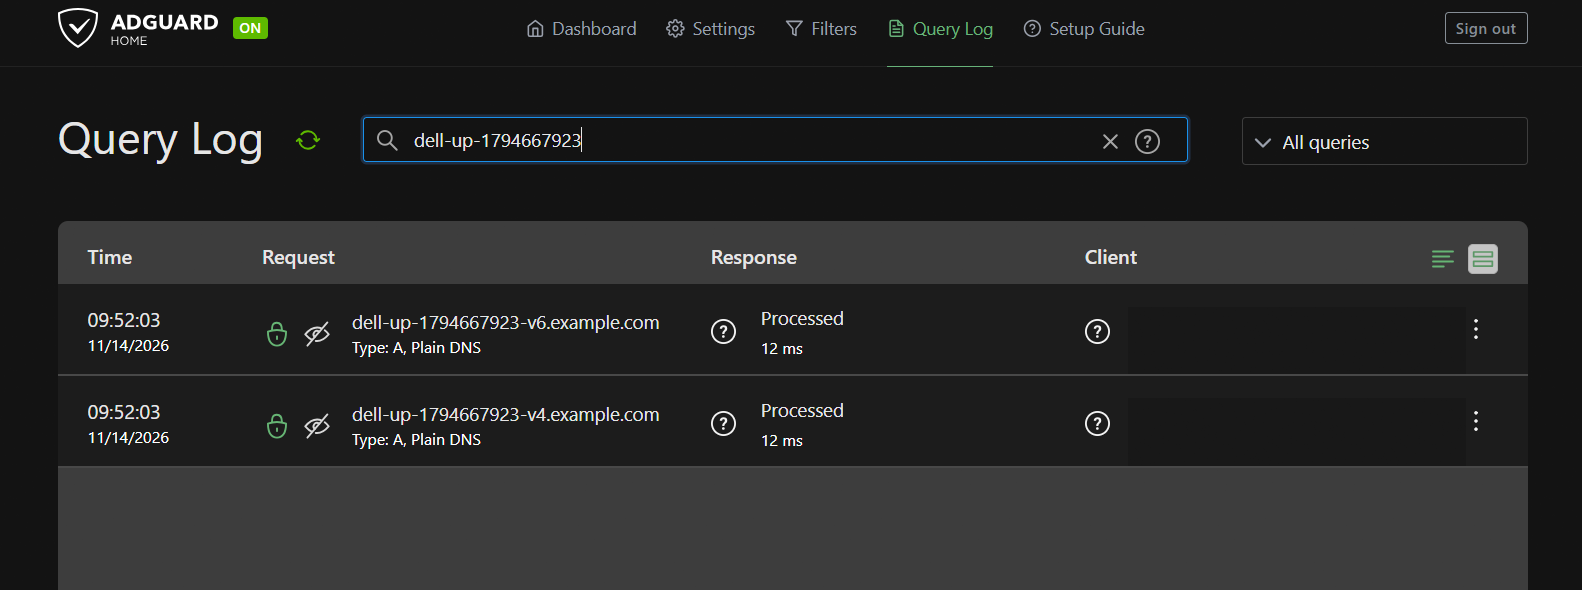 ADGUARD
HOME
ON
Dashboard
Settings
Filters
Query Log
Setup Guide
Sign out
Query Log
dell-up-1794667923
All queries
Time Request Response Client
09:52:03
11/14/2026
dell-up-1794667923-v6.example.com
Type: A, Plain DNS
Processed
12 ms
09:52:03
11/14/2026
dell-up-1794667923-v4.example.com
Type: A, Plain DNS
Processed
12 ms